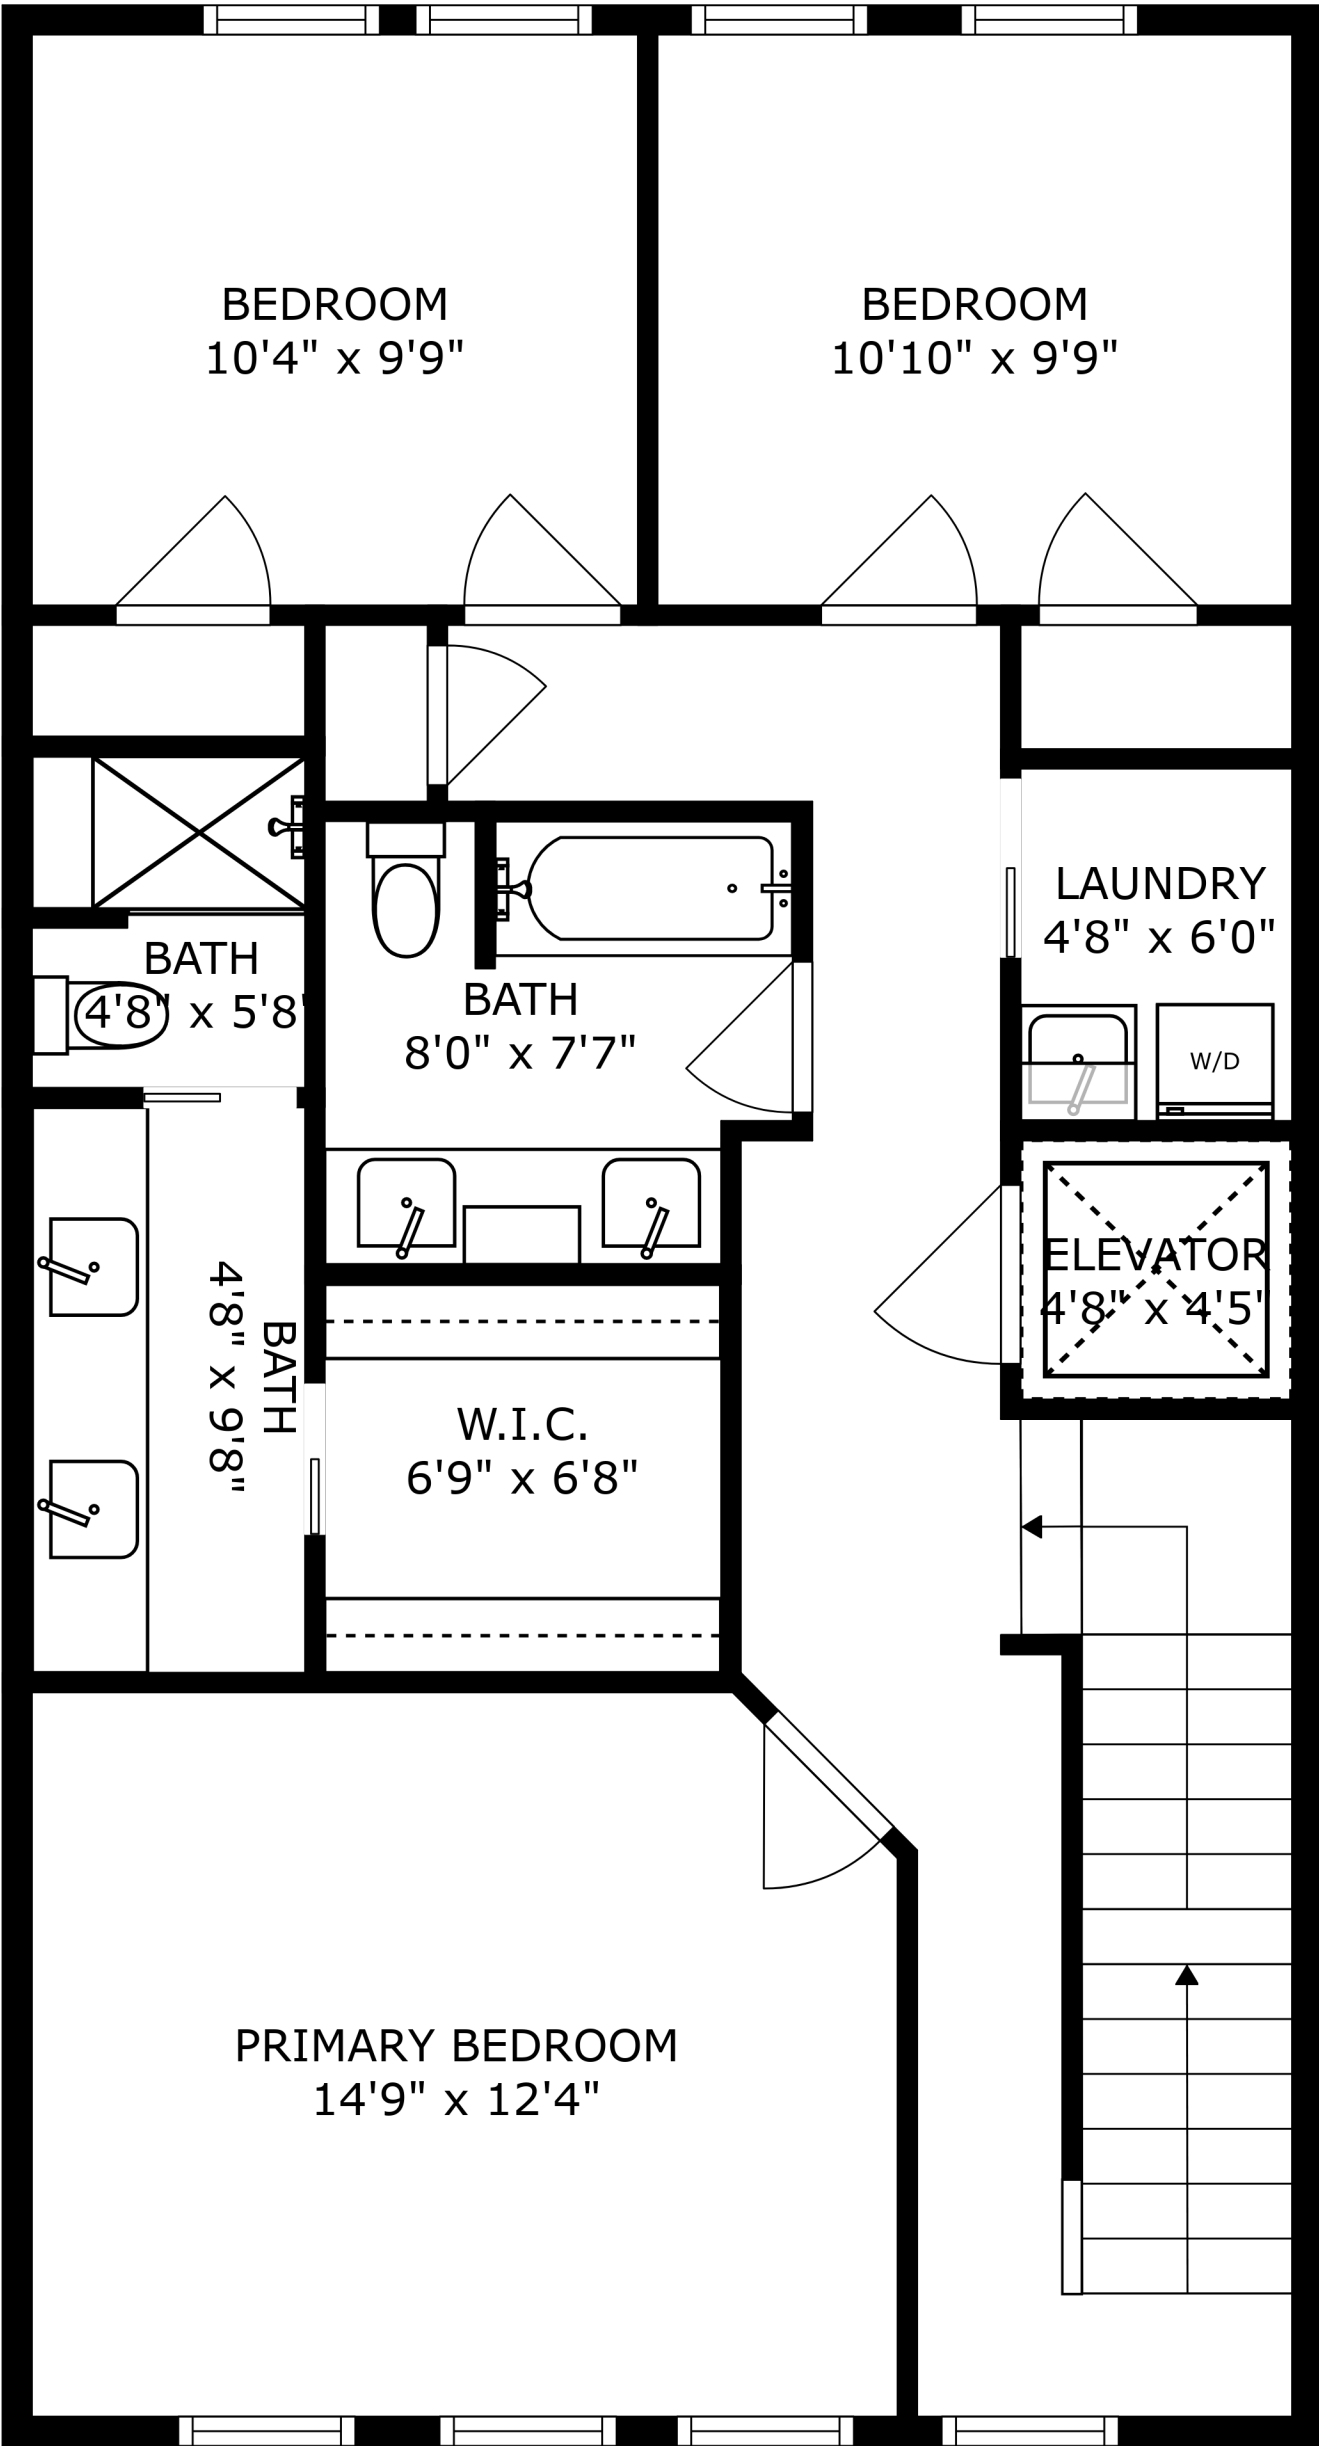 BEDROOM
10'4" x 9'9"
BEDROOM
10'10" x 9'9"
LAUNDRY
4'8" x 6'0"
W/D
BATH
4'8" x 5'8"
BATH
8'0" x 7'7"
ELEVATOR
4'8" x 4'5"
BATH
4'8" x 9'8"
W.I.C.
6'9" x 6'8"
PRIMARY BEDROOM
14'9" x 12'4"